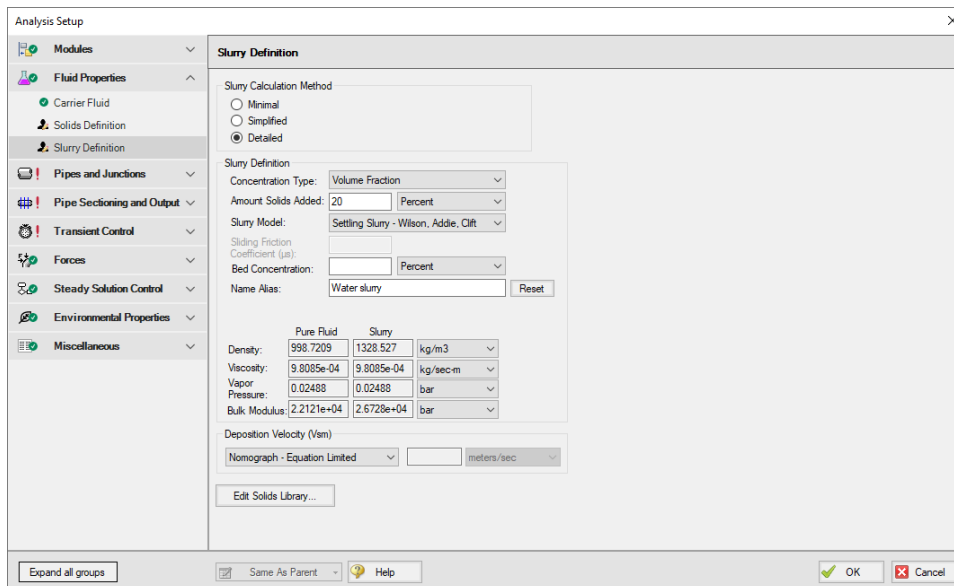 Analysis Setup
Modules
Fluid Properties
Carrier Fluid
Solids Definition
Slurry Definition
Pipes and Junctions
Pipe Sectioning and Output
Transient Control
Forces
Steady Solution Control
Environmental Properties
Miscellaneous
Expand all groups
Slurry Definition
Slurry Calculation Method
Minimal
Simplified
Detailed
Slurry Definition
Concentration Type: Volume Fraction
Amount Solids Added: 20 Percent
Slurry Model: Settling Slurry - Wilson, Addie, Clift
Sliding Friction
Coefficient (µs):
Bed Concentration: Percent
Name Alias: Water slurry Reset
Pure Fluid Slurry
Density: 998.7209 1328.527 kg/m3
Viscosity: 9.8085e-04 9.8085e-04 kg/sec-m
Vapor
Pressure: 0.02488 0.02488 bar
Bulk Modulus: 2.2121e+04 2.6728e+04 bar
Deposition Velocity (Vsm)
Nomograph - Equation Limited meters/sec
Edit Solids Library...
Same As Parent Help OK Cancel